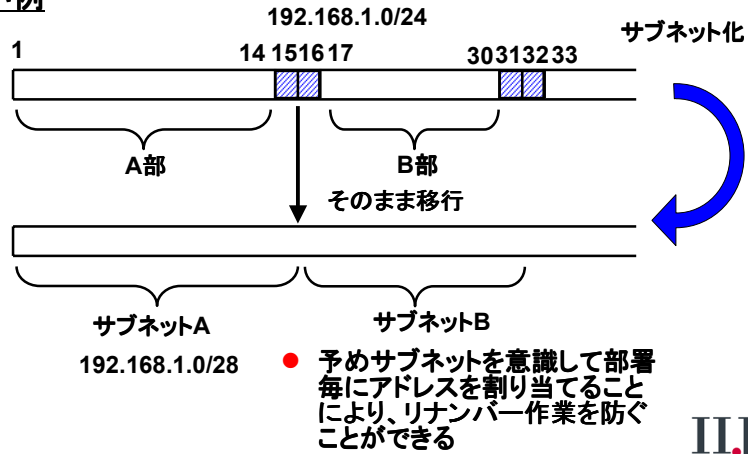 例
192.168.1.0/24
サブネット化
1 14 15 16 17 30 31 32 33
A部 B部
そのまま移行
サブネットA サブネットB
192.168.1.0/28
● 予めサブネットを意識して部署
毎にアドレスを割り当てること
により、リナンバー作業を防ぐ
ことができる